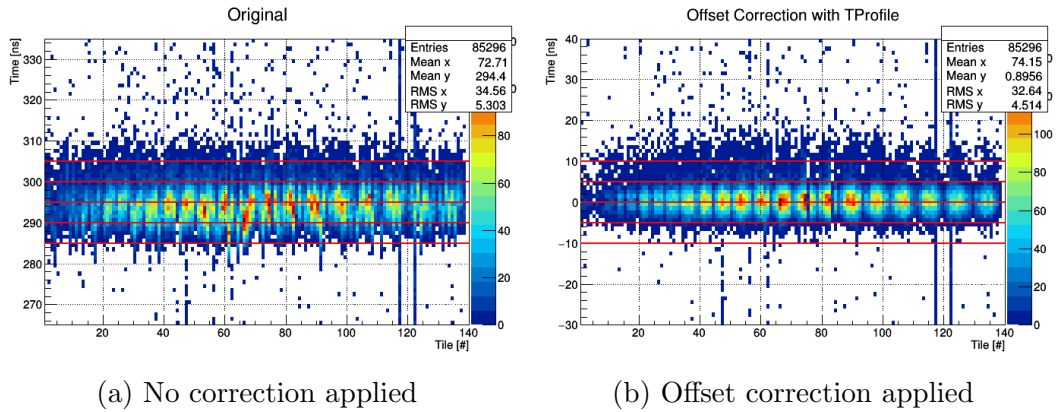 Original
Time [ns]
Entries 85296
Mean x 72.71
Mean y 294.4
RMS x 34.56
RMS y 5.303
330
320
310
300
290
280
270
20 40 60 80 100 120 140
Tile [#]
80
60
40
20
0
(a) No correction applied
Offset Correction with TProfile
Time [ns]
Entries 85296
Mean x 74.15
Mean y 0.8956
RMS x 32.64
RMS y 4.514
40
30
20
10
0
−10
−20
−30
20 40 60 80 100 120 140
Tile [#]
100
80
60
40
20
0
(b) Offset correction applied